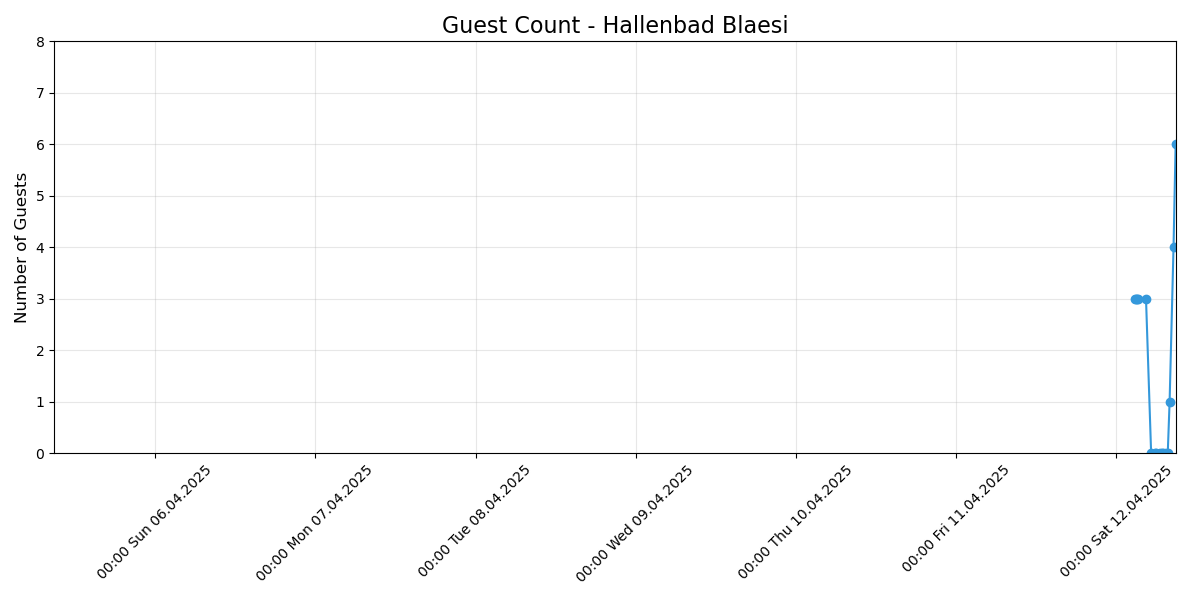 Guest Count - Hallenbad Blaesi
Number of Guests
8
7
6
5
4
3
2
1
0
00:00 Sun 06.04.2025
00:00 Mon 07.04.2025
00:00 Tue 08.04.2025
00:00 Wed 09.04.2025
00:00 Thu 10.04.2025
00:00 Fri 11.04.2025
00:00 Sat 12.04.2025